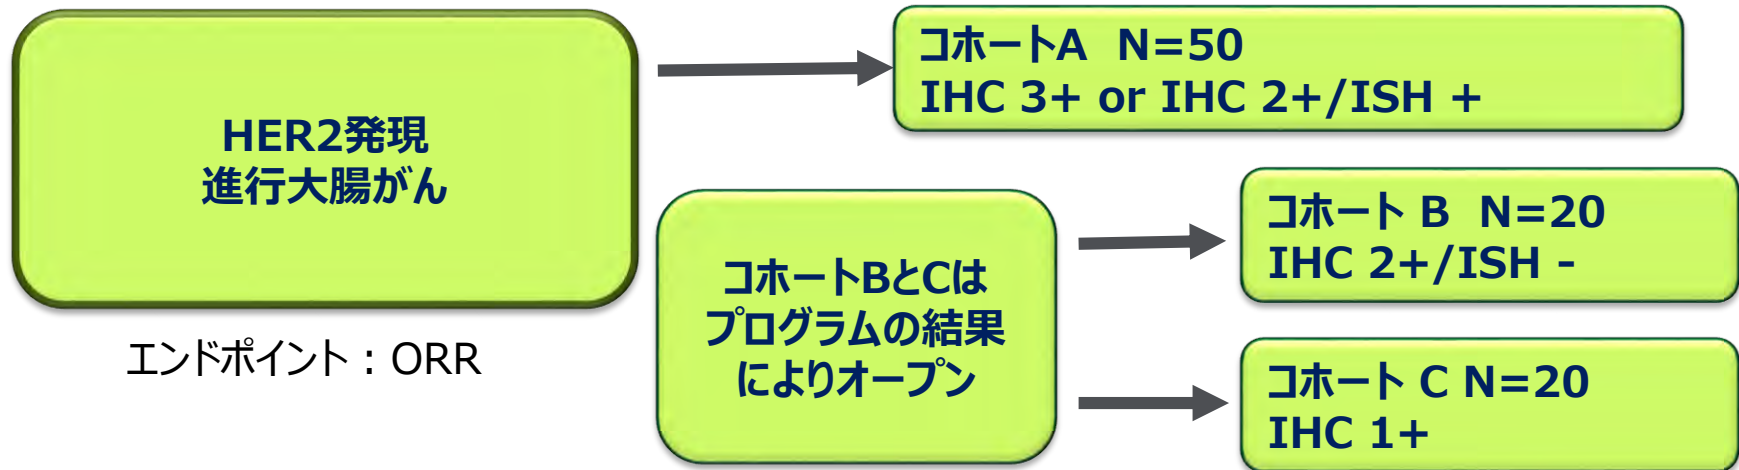 HER2発現
進行大腸がん
エンドポイント：ORR
コホートA N=50
IHC 3+ or IHC 2+/ISH +
コホートBとCは
プログラムの結果
によりオープン
コホート B N=20
IHC 2+/ISH -
コホート C N=20
IHC 1+